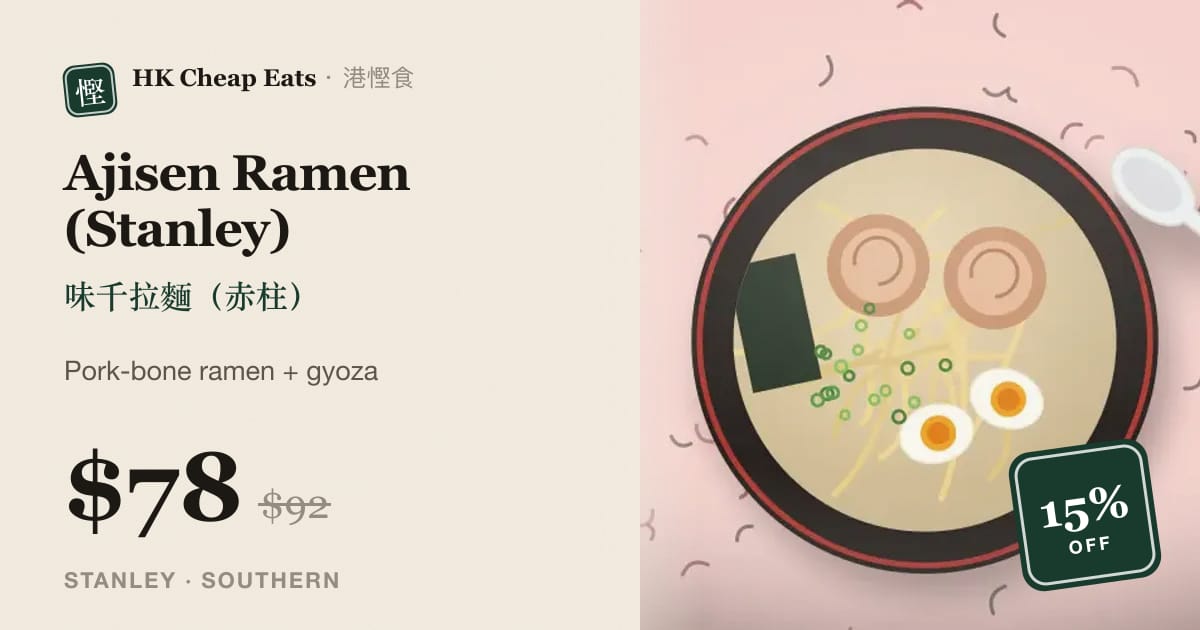 慳
HK Cheap Eats · 港慳食
Ajisen Ramen
(Stanley)
味千拉麵（赤柱）
Pork-bone ramen + gyoza
$78 $92
STANLEY · SOUTHERN
15%
OFF